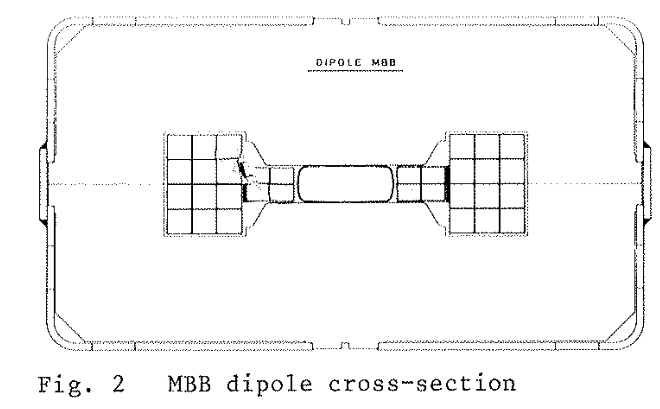 DIPOLE MBB
Fig. 2 MBB dipole cross-section